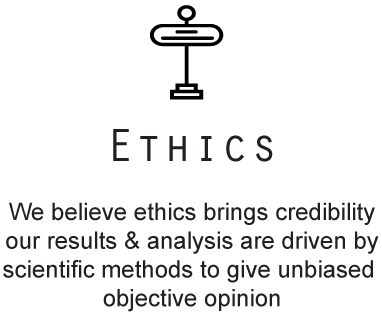 ETHICS
We believe ethics brings credibility
our results & analysis are driven by
scientific methods to give unbiased
objective opinion